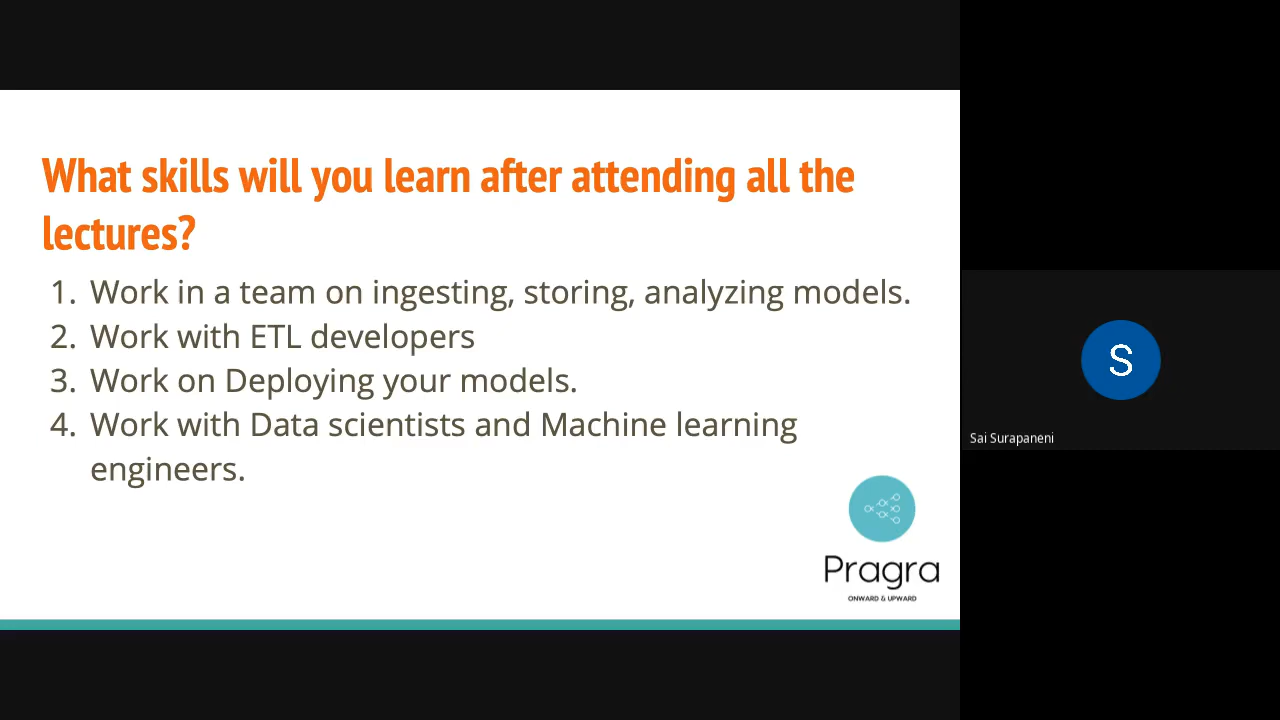 What skills will you learn after attending all the
lectures?
1. Work in a team on ingesting, storing, analyzing models.
2. Work with ETL developers
3. Work on Deploying your models.
4. Work with Data scientists and Machine learning
engineers.
Pragra
ONWARD & UPWARD
S
Sai Surapaneni